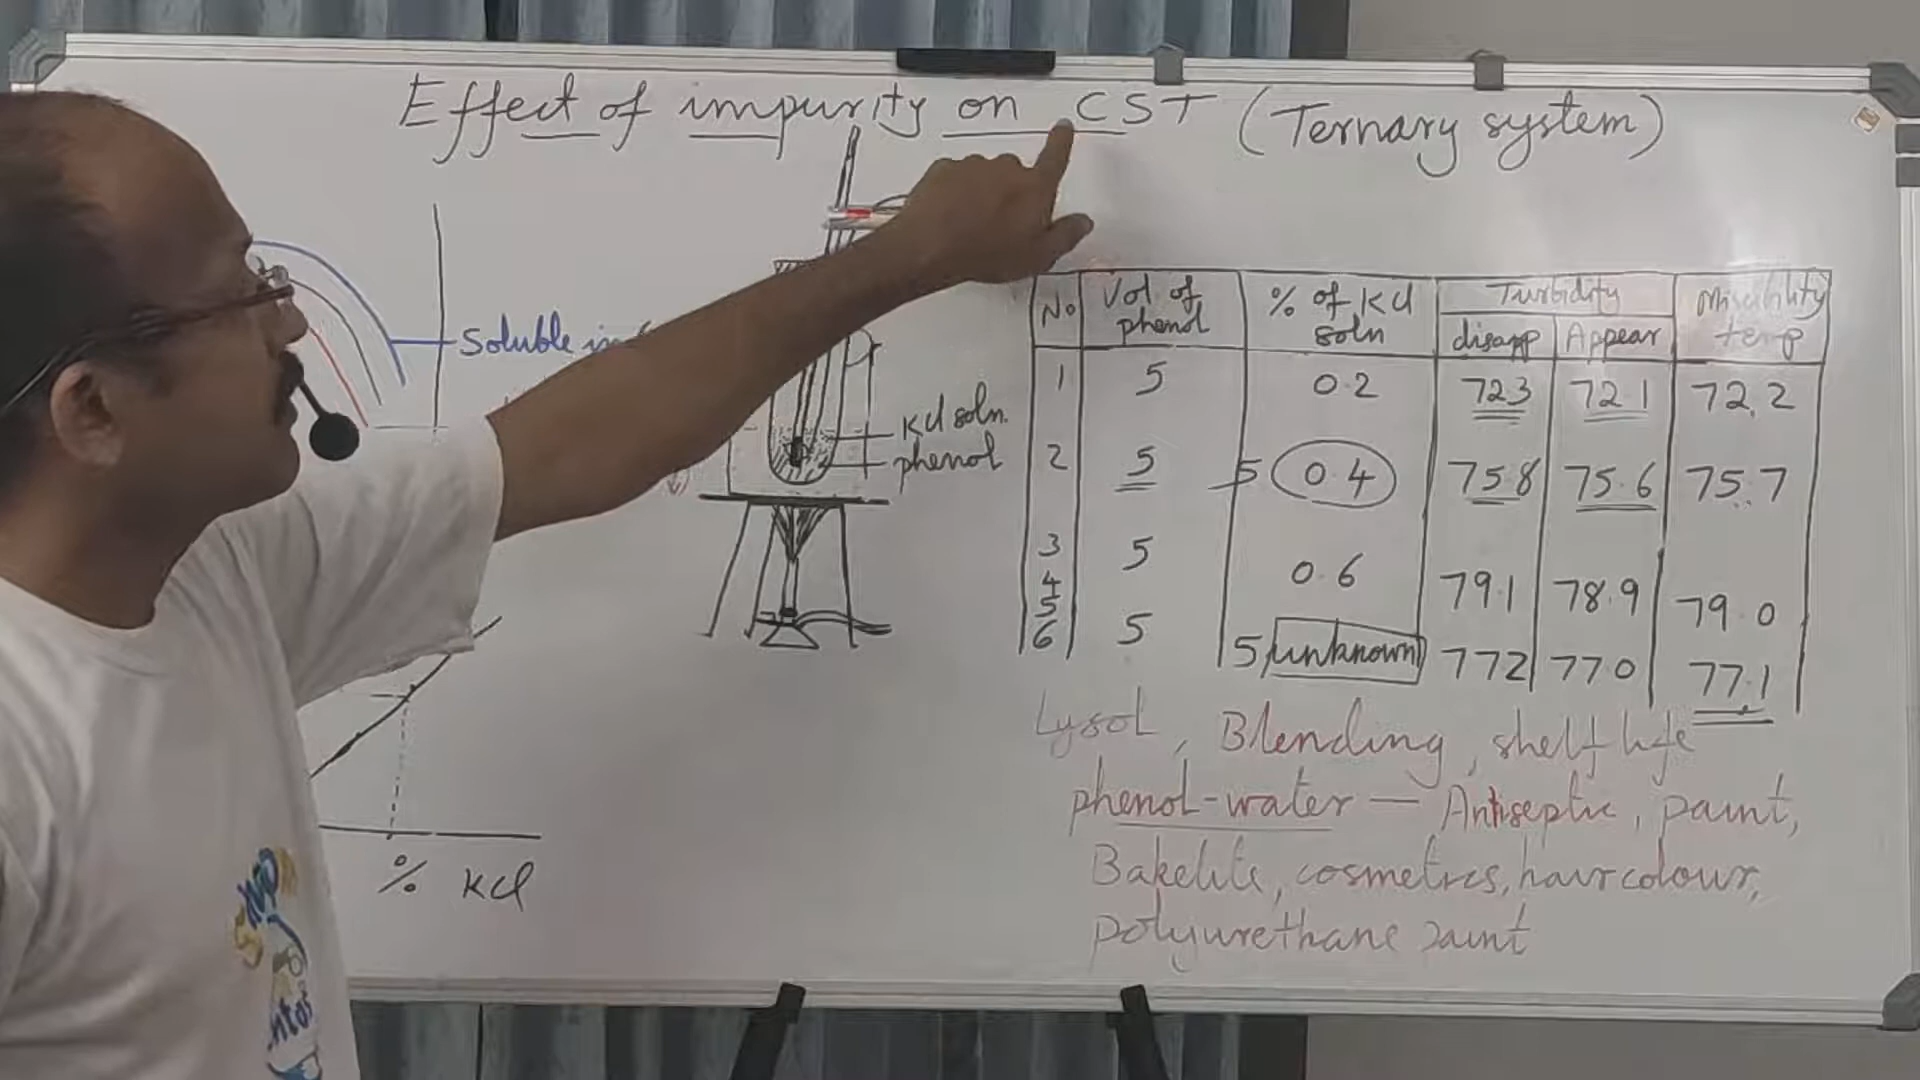 Effect of impurity on CST (Ternary system)
Soluble
KCl soln.
phenol
% KCl
No Vol. of phenol % of KCl soln Turbidity disapp Appear Miscibility temp
1 5 0.2 72.3 72.1 72.2
2 5 5 0.4 75.8 75.6 75.7
3 5 0.6 79.1 78.9 79.0
4
5
6 5 5 unknown 77.2 77.0 77.1
Lysol, Blending, shelf life
phenol-water — Antiseptic, paint,
Bakelite, cosmetics, hair colour,
polyurethane paint